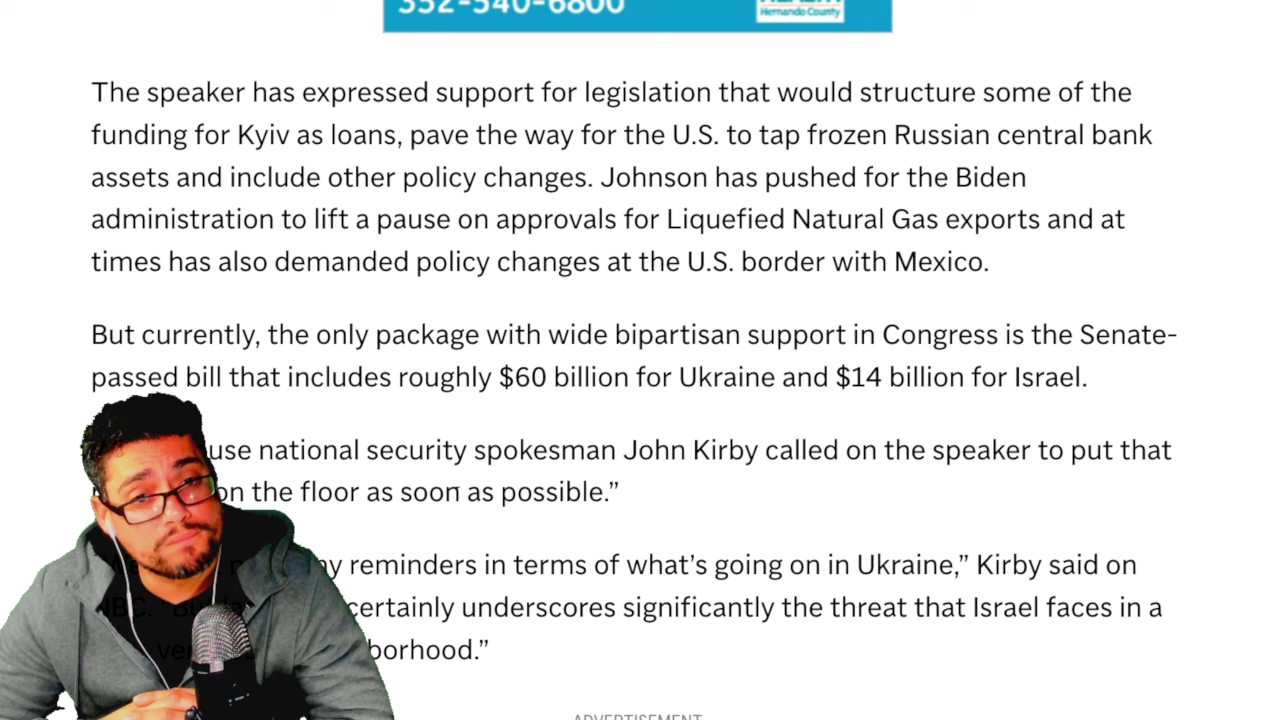 352-540-6800
Hernando County
The speaker has expressed support for legislation that would structure some of the
funding for Kyiv as loans, pave the way for the U.S. to tap frozen Russian central bank
assets and include other policy changes. Johnson has pushed for the Biden
administration to lift a pause on approvals for Liquefied Natural Gas exports and at
times has also demanded policy changes at the U.S. border with Mexico.
But currently, the only package with wide bipartisan support in Congress is the Senate-
passed bill that includes roughly $60 billion for Ukraine and $14 billion for Israel.
national security spokesman John Kirby called on the speaker to put that
on the floor as soon as possible.”
reminders in terms of what’s going on in Ukraine,” Kirby said on
certainly underscores significantly the threat that Israel faces in a
ADVERTISEMENT